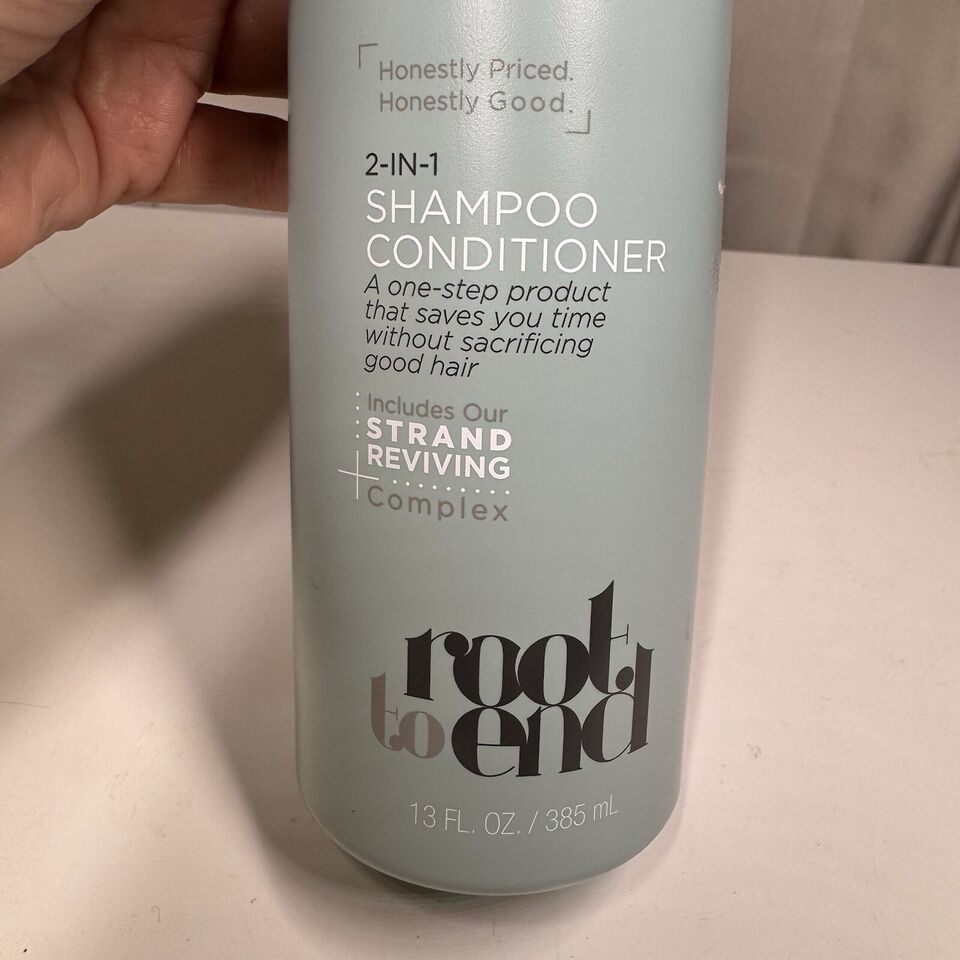 Honestly Priced.
Honestly Good.
2-IN-1
SHAMPOO
CONDITIONER
A one-step product
that saves you time
without sacrificing
good hair
Includes Our
STRAND
REVIVING
Complex
root
to end
13 FL. OZ. / 385 mL